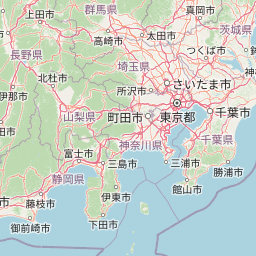 群馬県
真岡市
上田市
高崎市
太田市
茨城県
長野県
つくば市
埼玉県
北杜市
さいたま市
所沢市
伊那市
山梨県
町田市
東京都
千葉市
神奈川県
千葉県
富士市
三島市
三浦市
勝浦市
静岡県
館山市
伊東市
藤枝市
下田市
御前崎市